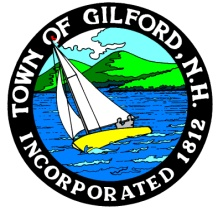 TOWN OF GILFORD, N.H.
INCORPORATED 1812